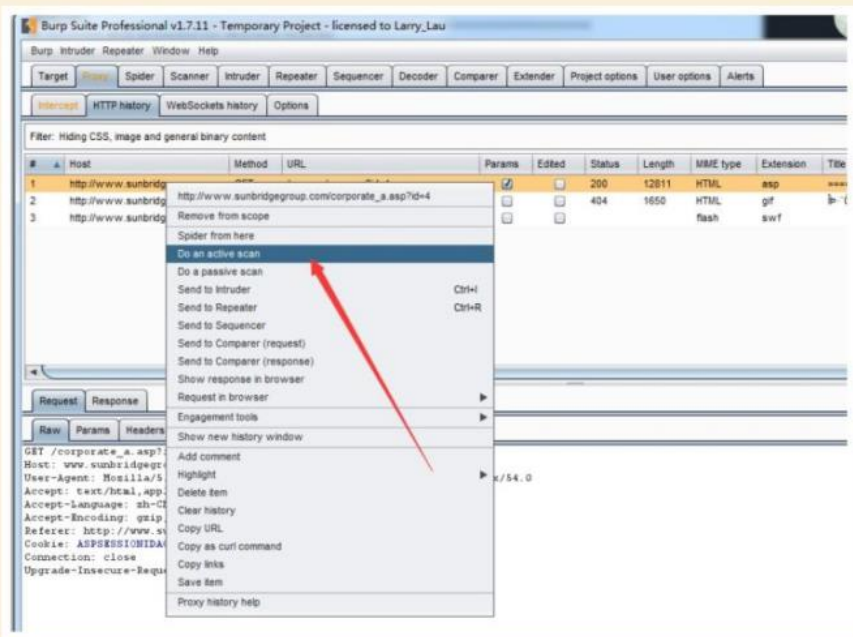 Burp Suite Professional v1.7.11 - Temporary Project - licensed to Larry_Lau
Burp Intruder Repeater Window Help
Target Proxy Spider Scanner Intruder Repeater Sequencer Decoder Comparer Extender Project options User options Alerts
Intercept HTTP history WebSockets history Options
Filter: Hiding CSS, image and general binary content
# Host Method URL Params Edited Status Length MIME type Extension Title
1 http://www.sunbridg 200 12811 HTML asp
2 http://www.sunbridg 404 1650 HTML gif
3 http://www.sunbridg flash swf
http://www.sunbridgegroup.com/corporate_a.asp?id=4
Remove from scope
Spider from here
Do an active scan
Do a passive scan
Send to Intruder Ctrl+I
Send to Repeater Ctrl+R
Send to Sequencer
Send to Comparer (request)
Send to Comparer (response)
Show response in browser
Request in browser
Engagement tools
Show new history window
Add comment
Highlight
Delete item
Clear history
Copy URL
Copy as curl command
Copy links
Save item
Proxy history help
Request Response
Raw Params Headers
GET /corporate_a.asp?
Host: www.sunbridgegr
User-Agent: Mozilla/5. x/54.0
Accept: text/html,app
Accept-Language: zh-C
Accept-Encoding: gzip,
Referer: http://www.su
Cookie: ASPSESSIONIDA
Connection: close
Upgrade-Insecure-Reque